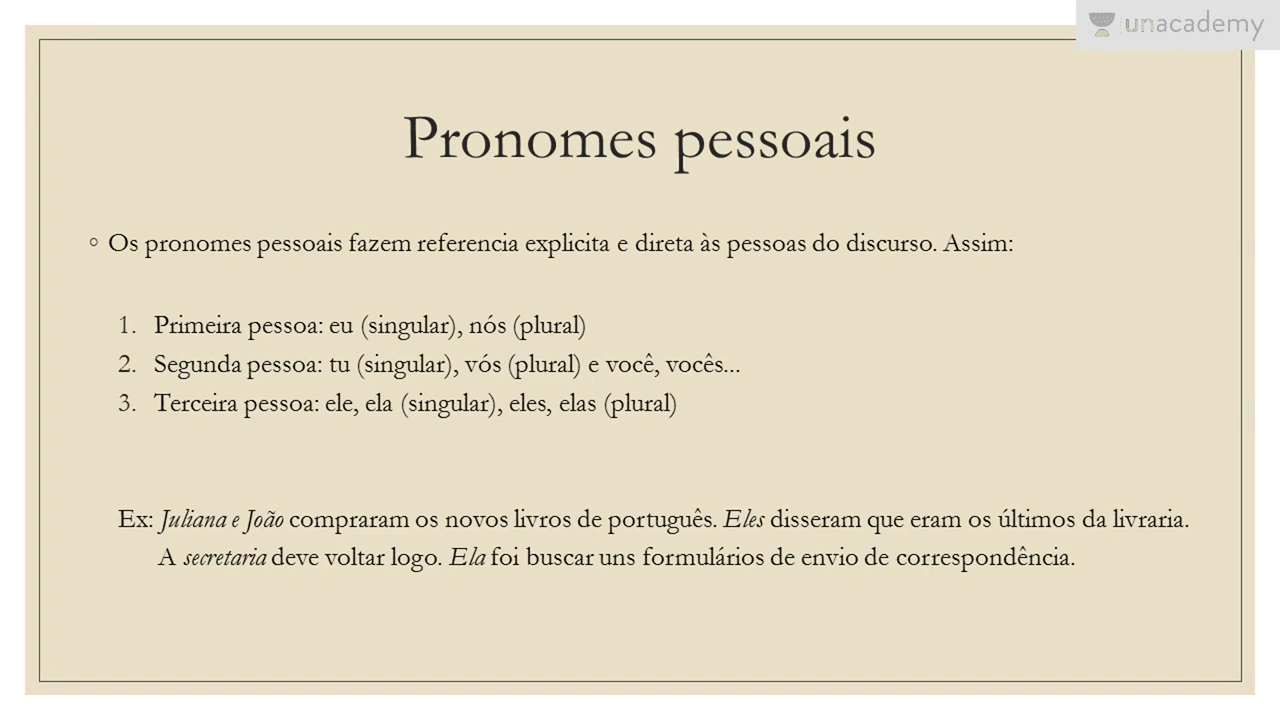 unacademy
Pronomes pessoais
◦ Os pronomes pessoais fazem referencia explicita e direta às pessoas do discurso. Assim:
1. Primeira pessoa: eu (singular), nós (plural)
2. Segunda pessoa: tu (singular), vós (plural) e você, vocês...
3. Terceira pessoa: ele, ela (singular), eles, elas (plural)
Ex: Juliana e João compraram os novos livros de português. Eles disseram que eram os últimos da livraria.
A secretaria deve voltar logo. Ela foi buscar uns formulários de envio de correspondência.